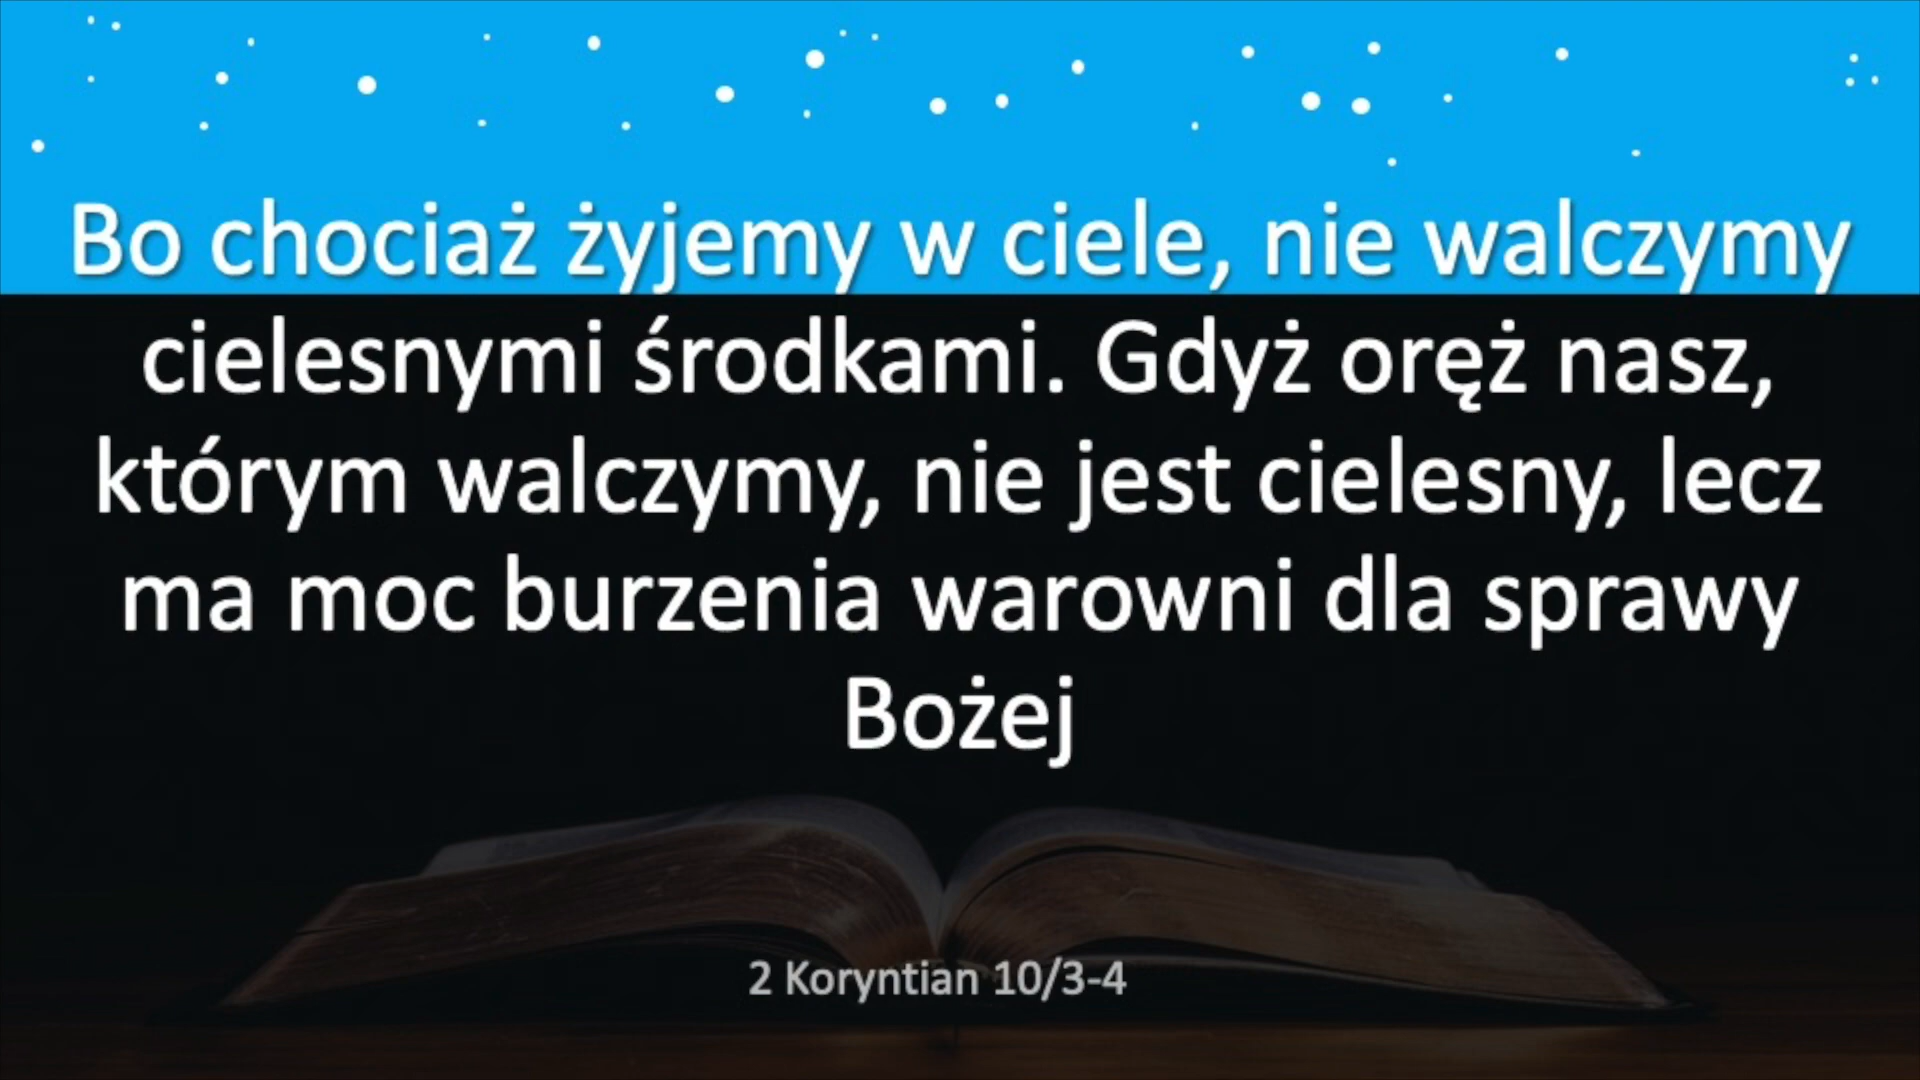 Bo chociaż żyjemy w ciele, nie walczymy
cielesnymi środkami. Gdyż oręż nasz,
którym walczymy, nie jest cielesny, lecz
ma moc burzenia warowni dla sprawy
Bożej
2 Koryntian 10/3-4